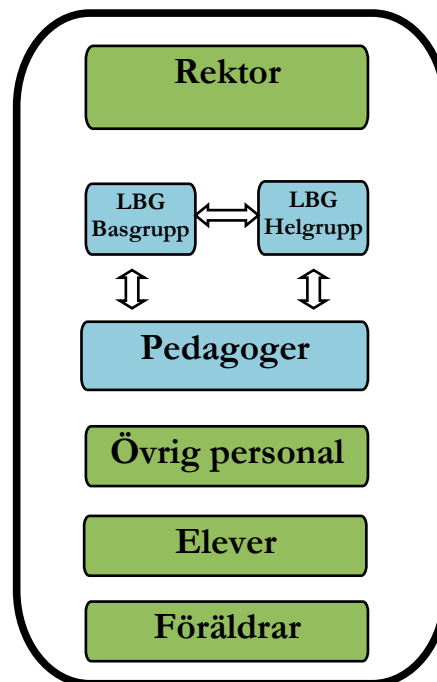 Rektor
LBG
Basgrupp
LBG
Helgrupp
Pedagoger
Övrig personal
Elever
Föräldrar